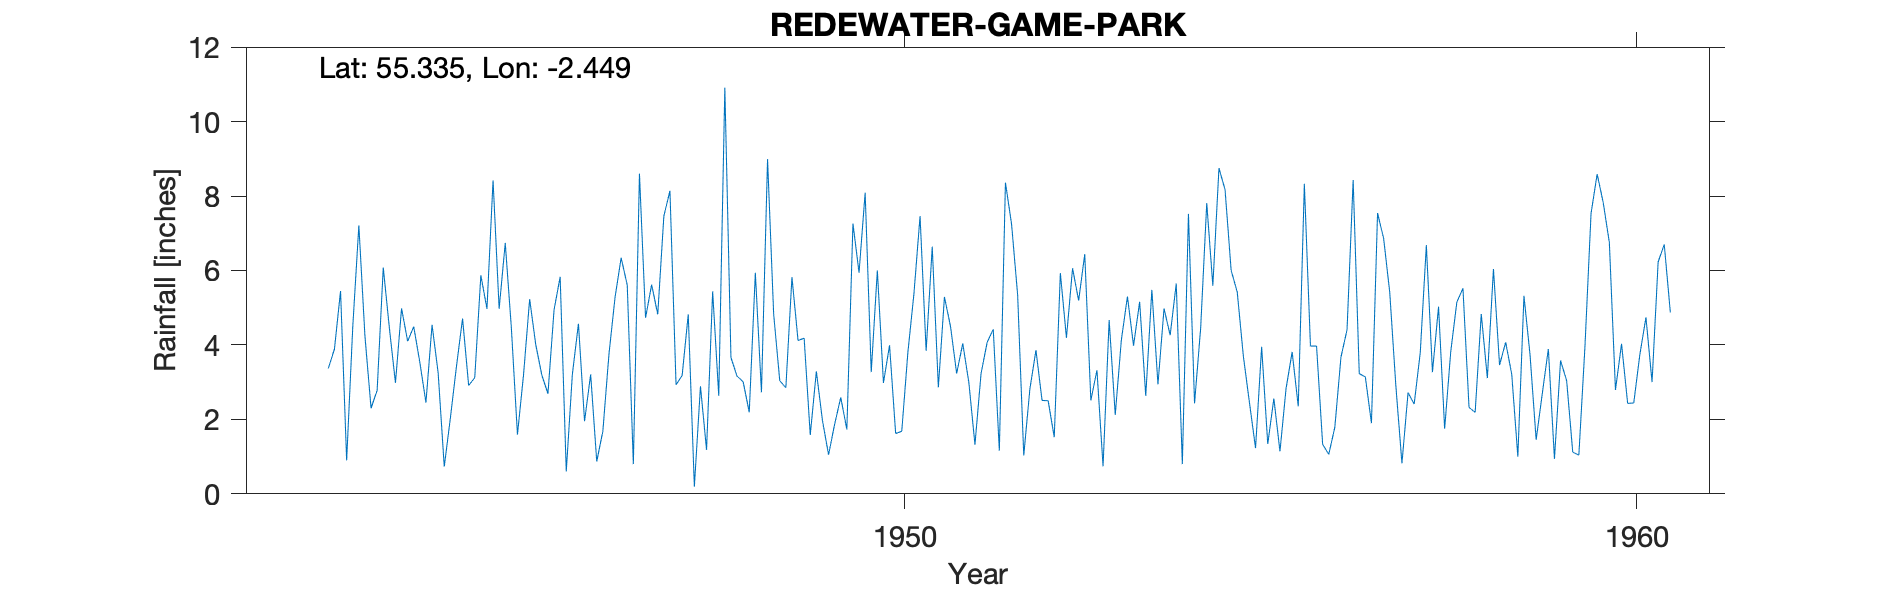 REDEWATER-GAME-PARK
Lat: 55.335, Lon: -2.449
12
10
8
6
4
2
0
Rainfall [inches]
1950
1960
Year